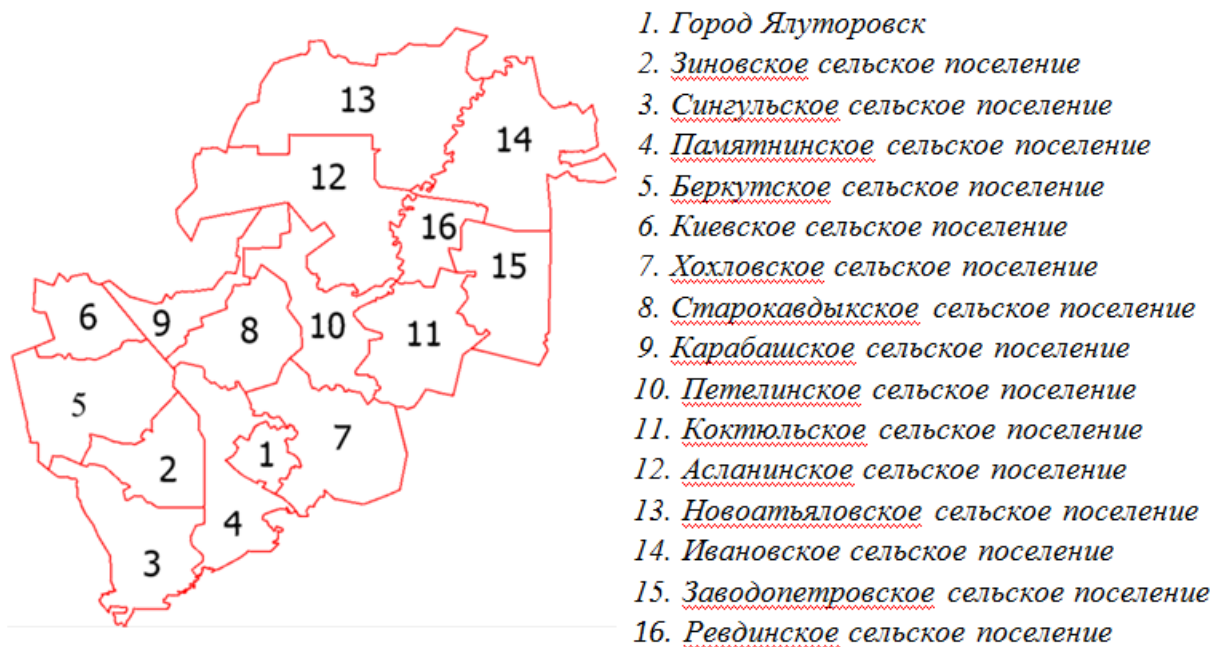 1. Город Ялуторовск
2. Зиновское сельское поселение
3. Сингульское сельское поселение
4. Памятнинское сельское поселение
5. Беркутское сельское поселение
6. Киевское сельское поселение
7. Хохловское сельское поселение
8. Старокавдыкское сельское поселение
9. Карабашское сельское поселение
10. Петелинское сельское поселение
11. Коктюльское сельское поселение
12. Асланинское сельское поселение
13. Новоатьяловское сельское поселение
14. Ивановское сельское поселение
15. Заводопетровское сельское поселение
16. Ревдинское сельское поселение
13
14
12
16
15
6
9
8
10
11
5
7
1
2
4
3